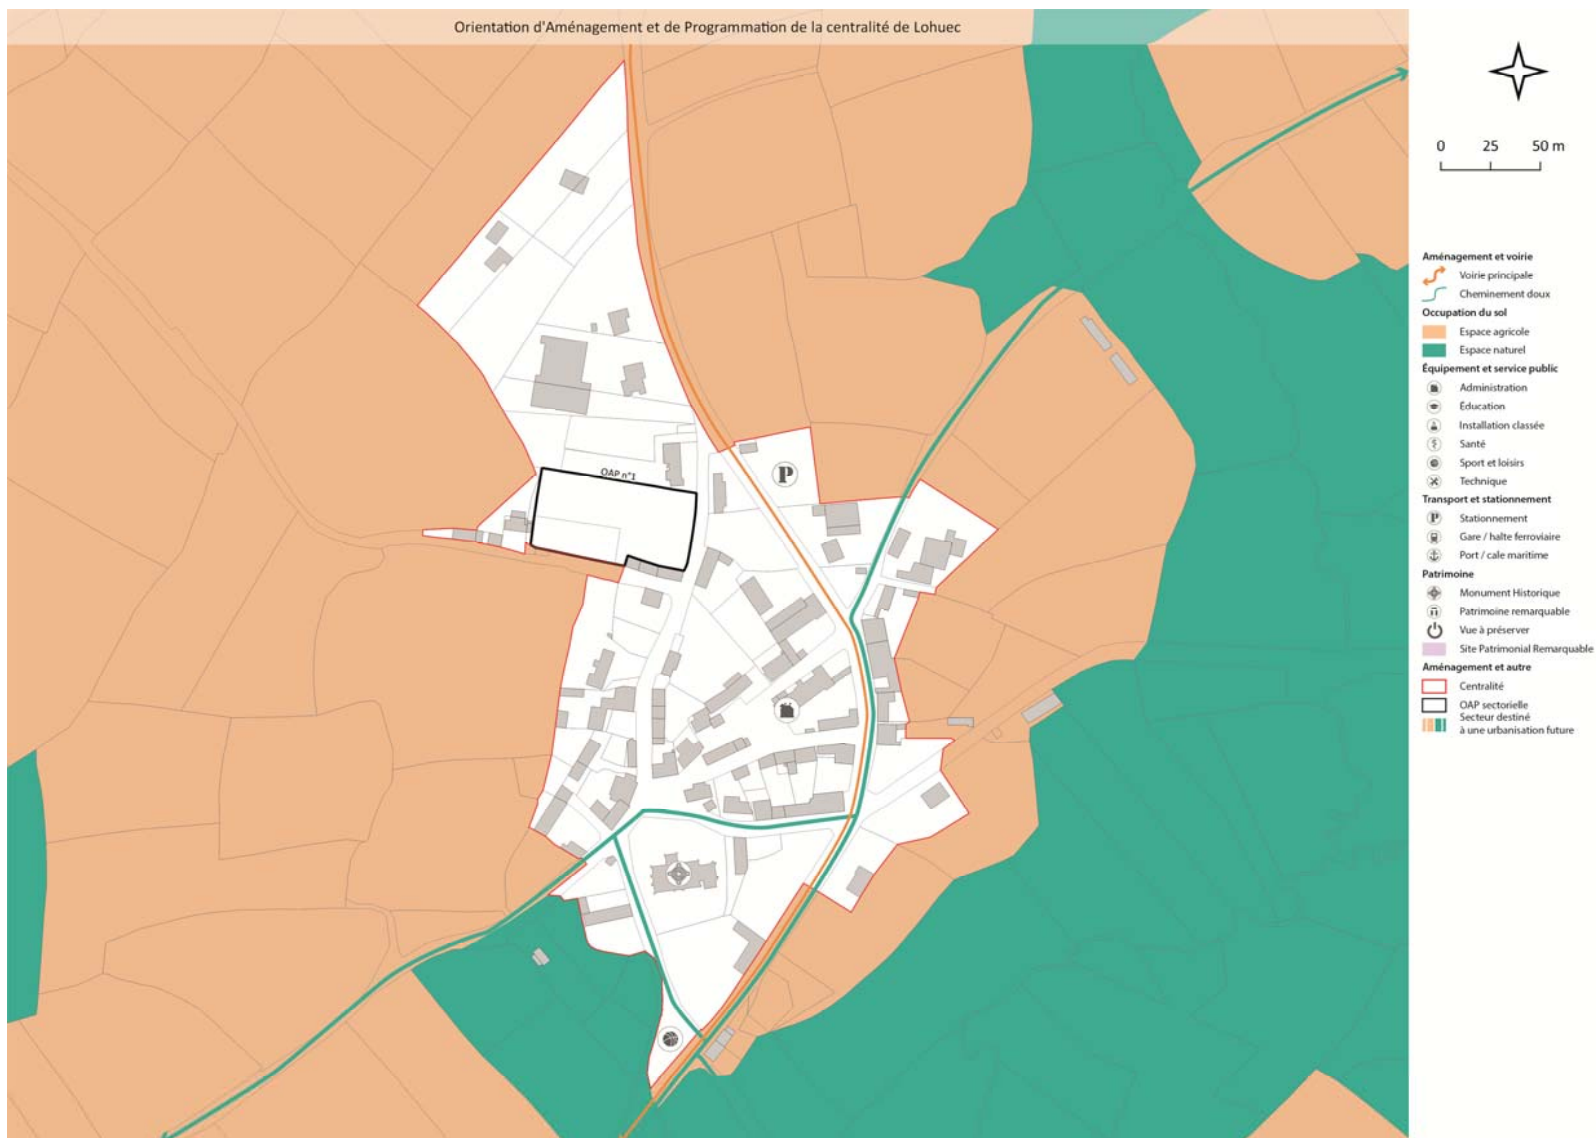 Orientation d'Aménagement et de Programmation de la centralité de Lohuec
0 25 50 m
OAP n°1
P
Aménagement et voirie
Voirie principale
Cheminement doux
Occupation du sol
Espace agricole
Espace naturel
Équipement et service public
Administration
Éducation
Installation classée
Santé
Sport et loisirs
Technique
Transport et stationnement
P Stationnement
Gare / halte ferroviaire
Port / cale maritime
Patrimoine
Monument Historique
Patrimoine remarquable
Vue à préserver
Site Patrimonial Remarquable
Aménagement et autre
Centralité
OAP sectorielle
Secteur destiné
à une urbanisation future